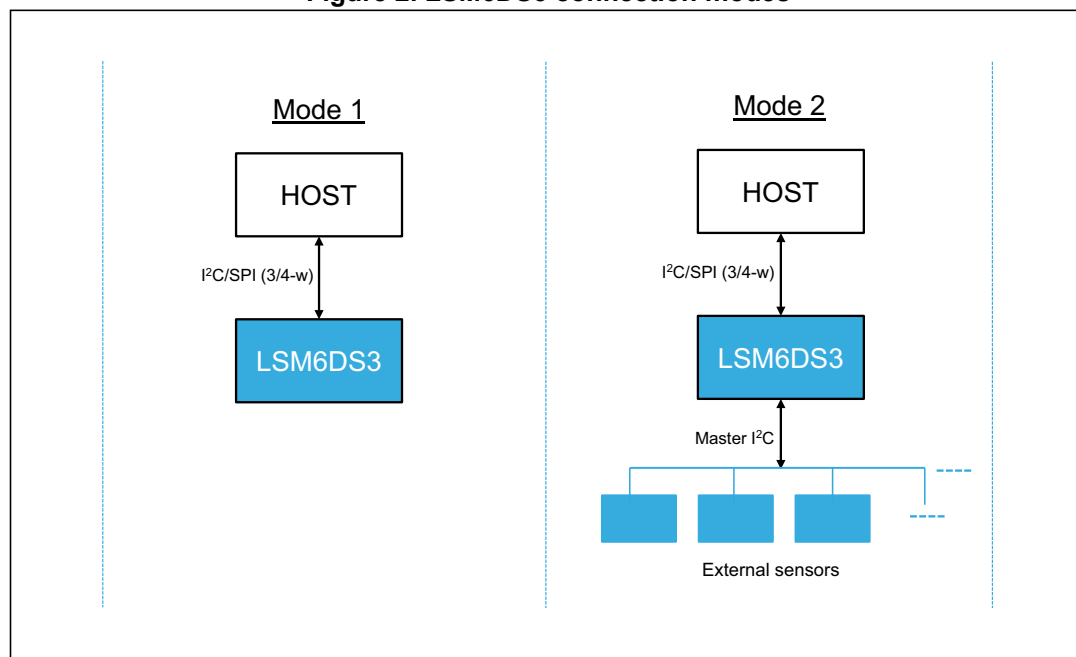 Mode 1
HOST
I²C/SPI (3/4-w)
LSM6DS3
Mode 2
HOST
I²C/SPI (3/4-w)
LSM6DS3
Master I²C
External sensors